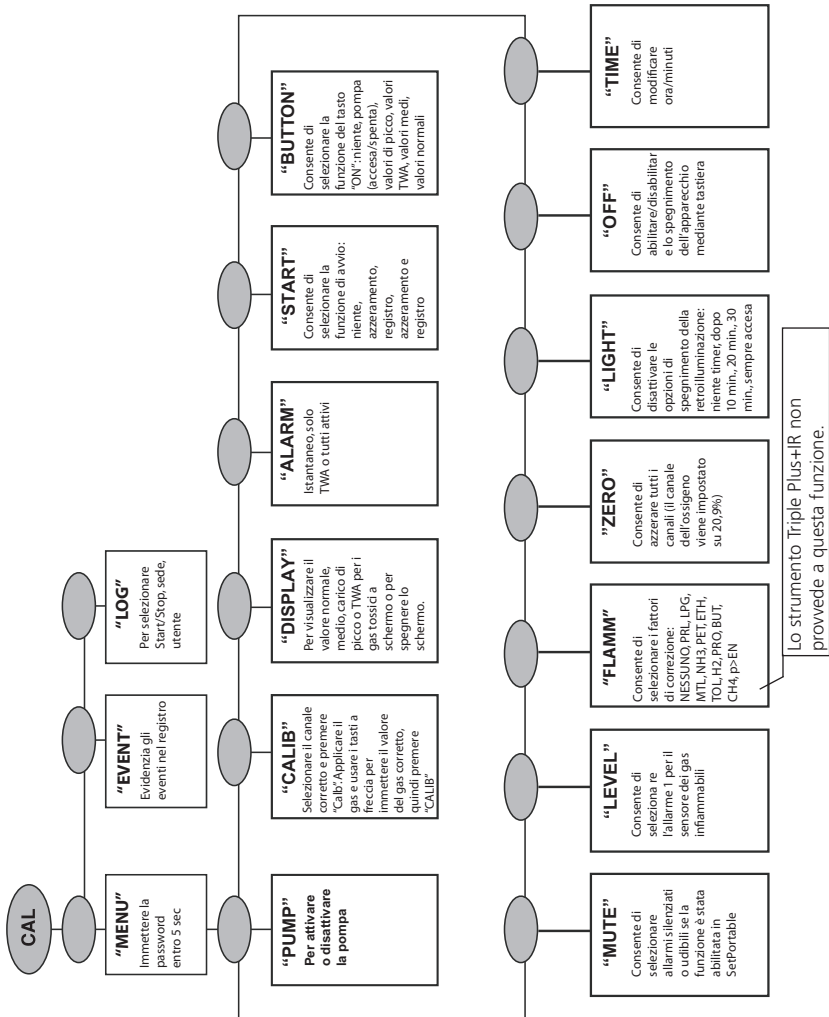 CAL
“MENU”
Immettere la
password
entro 5 sec
“EVENT”
Evidenzia gli
eventi nel registro
“LOG”
Per selezionare
Start/Stop, sede,
utente
“PUMP”
Per attivare
o disattivare
la pompa
“CALIB”
Selezionare il canale
corretto e premere
“Calb”. Applicare il
gas e usare i tasti a
freccia per
immettere il valore
del gas corretto,
quindi premere
“CALIB”
“DISPLAY”
Per visualizzare il
valore normale,
medio, carico di
picco o TWA per i
gas tossici a
schermo o per
spegnere lo
schermo.
“ALARM”
Istantaneo, solo
TWA o tutti attivi
“START”
Consente di
selezionare la
funzione di avvio:
niente,
azzeramento,
registro,
azzeramento e
registro
“BUTTON”
Consente di
selezionare la
funzione del tasto
“ON”: niente, pompa
(accesa/spenta),
valori di picco, valori
TWA, valori medi,
valori normali
“MUTE”
Consente di
selezionare
allarmi silenziati
o udibili se la
funzione è stata
abilitata in
SetPortable
“LEVEL”
Consente di
seleziona re
l’allarme 1 per il
sensore dei gas
infiammabili
“FLAMM”
Consente di
selezionare i fattori
di correzione:
NESSUNO, PRL, LPG,
MTL, NH3, PET, ETH,
TOL, H2, PRO, BUT,
CH4, p>EN
”ZERO”
Consente di
azzerare tutti i
canali (il canale
dell’ossigeno
viene impostato
su 20,9%)
“LIGHT”
Consente di
disattivare le
opzioni di
spegnimento della
retroilluminazione:
niente timer, dopo
10 min., 20 min., 30
min., sempre accesa
“OFF”
Consente di
abilitare/disabilitar
e lo spegnimento
dell’apparecchio
mediante tastiera
“TIME”
Consente di
modificare
ora/minuti
Lo strumento Triple Plus+IR non
provvede a questa funzione.